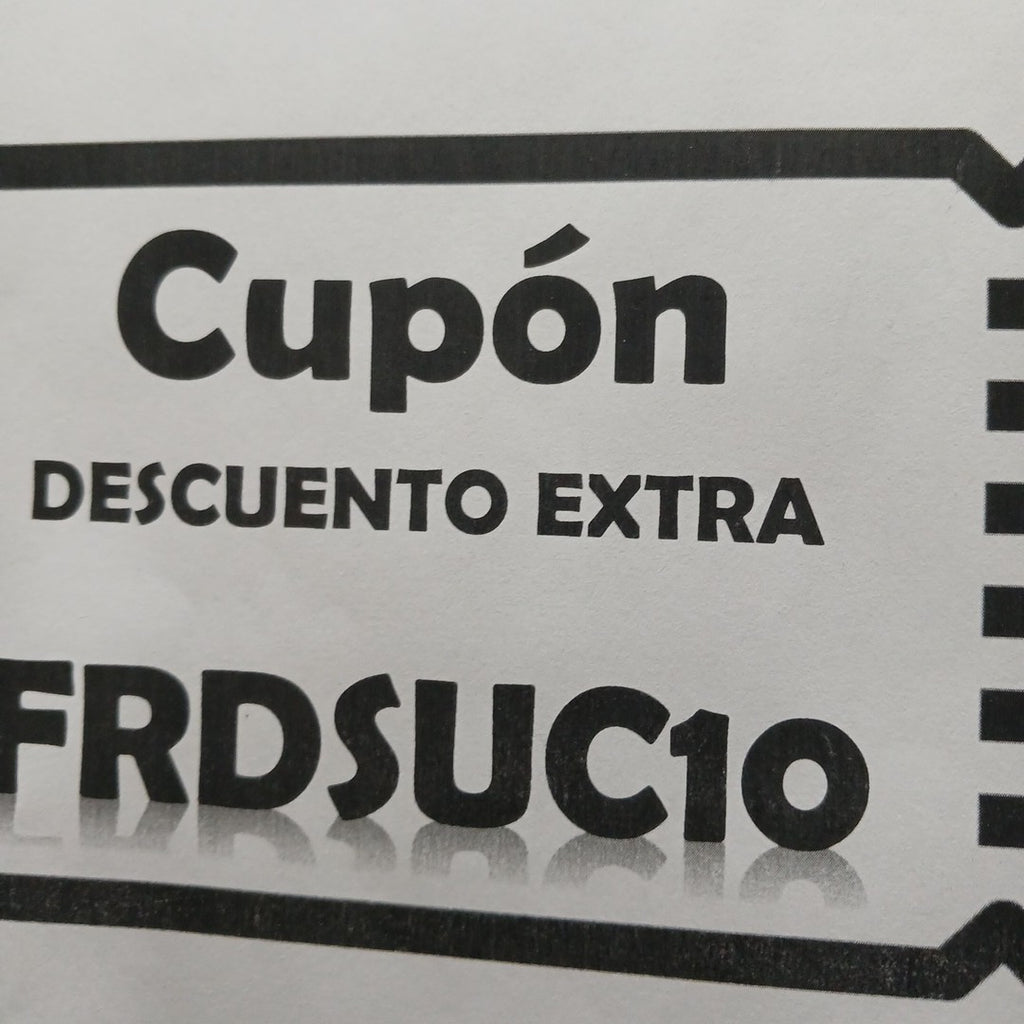 Cupón
DESCUENTO EXTRA
FRDSUC10